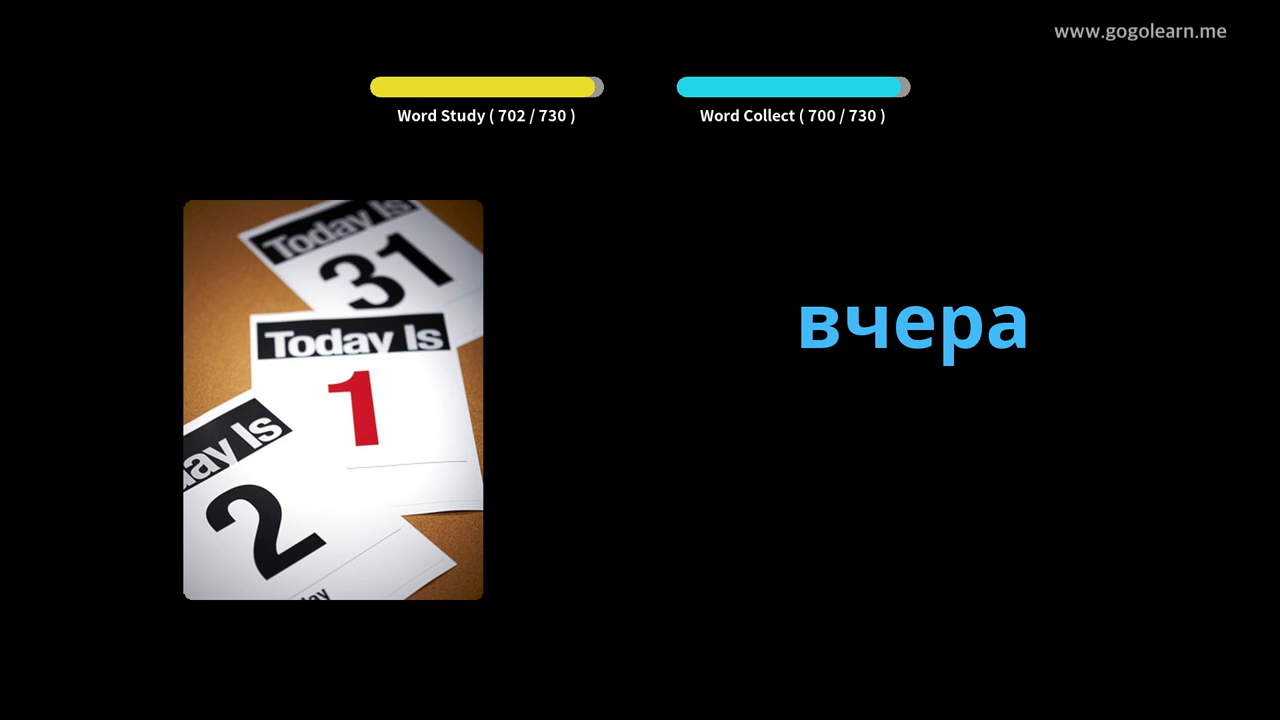 www.gogolearn.me
Word Study ( 702 / 730 )
Word Collect ( 700 / 730 )
Today Is
31
Today Is
1
ay Is
2
вчера